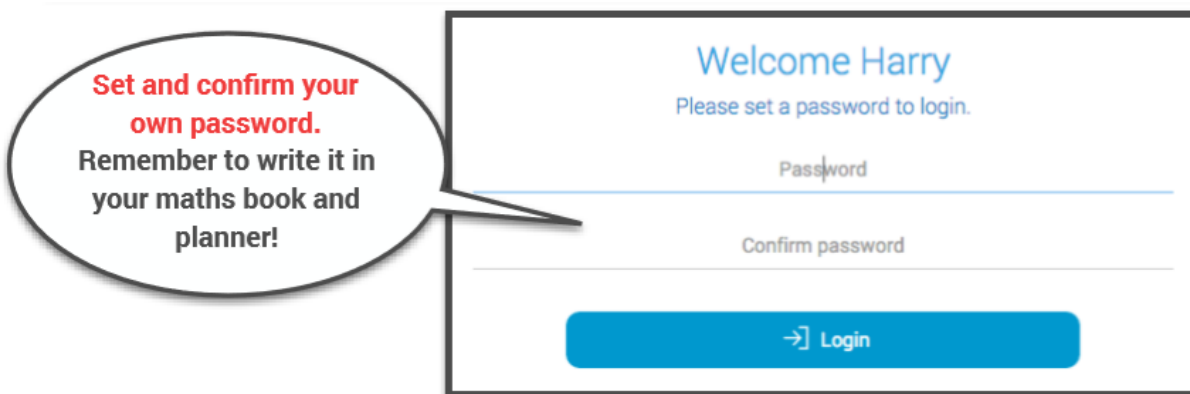 Set and confirm your
own password.
Remember to write it in
your maths book and
planner!
Welcome Harry
Please set a password to login.
Password
Confirm password
Login